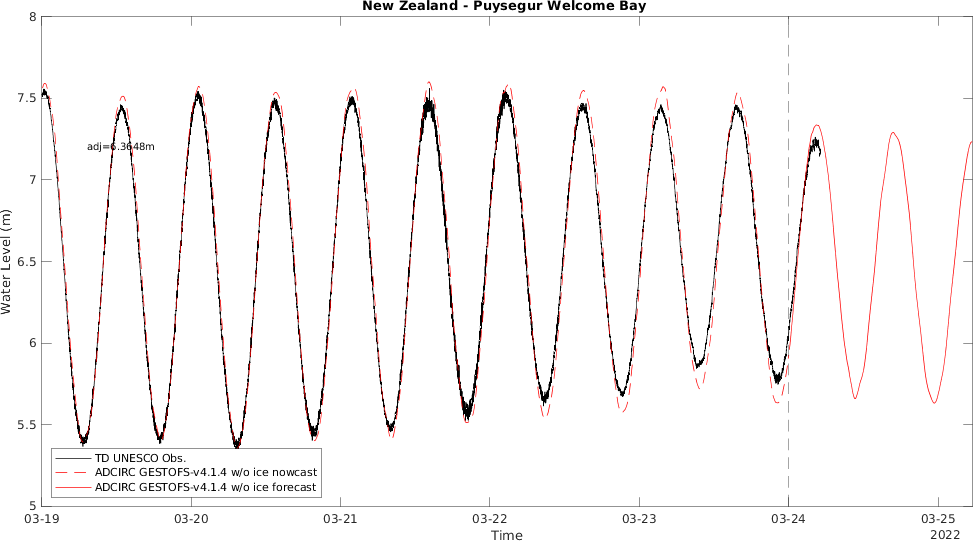 New Zealand - Puysegur Welcome Bay
8
7.5
7
6.5
6
5.5
5
Water Level (m)
adj=6.3648m
TD UNESCO Obs.
ADCIRC GESTOFS-v4.1.4 w/o ice nowcast
ADCIRC GESTOFS-v4.1.4 w/o ice forecast
03-19 03-20 03-21 03-22 03-23 03-24 03-25
Time
2022